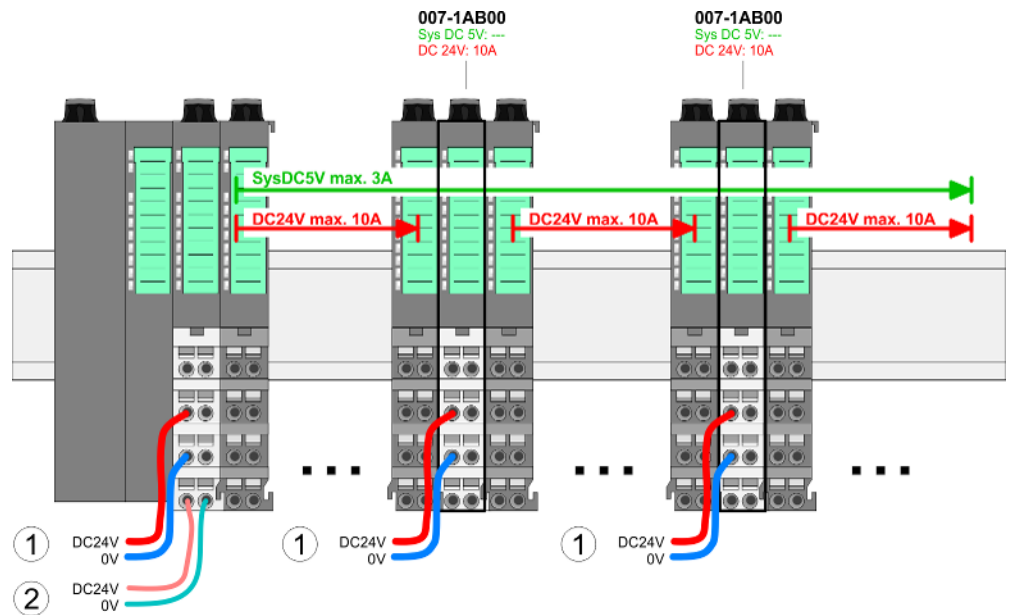 007-1AB00
Sys DC 5V: ---
DC 24V: 10A
007-1AB00
Sys DC 5V: ---
DC 24V: 10A
SysDC5V max. 3A
DC24V max. 10A
DC24V max. 10A
DC24V max. 10A
1
DC24V
0V
1
DC24V
0V
1
DC24V
0V
2
DC24V
0V